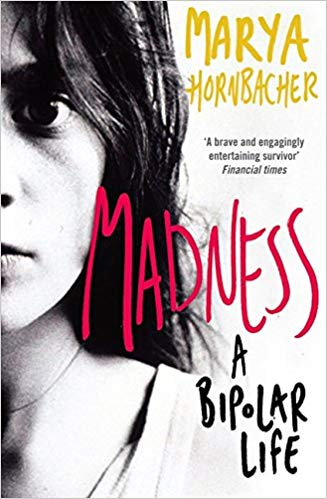 MARYA
HORNBACHER
‘A brave and engagingly
entertaining survivor’
Financial times
MADNESS
A
BIPOLAR
LIFE